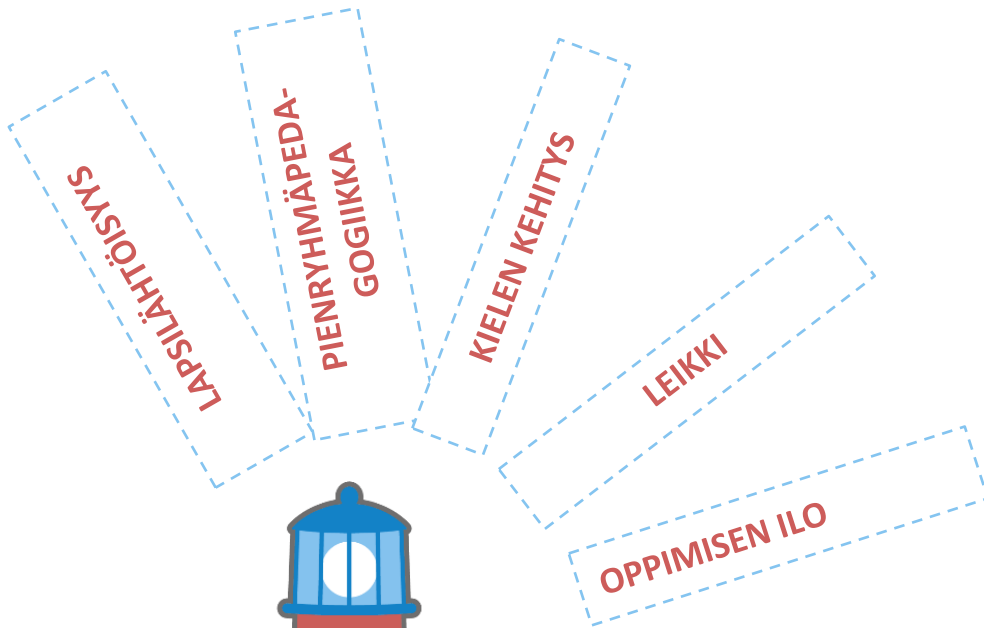 LAPSILÄHTÖISYYS
PIENRYHMÄPEDA-
GOGIIKKA
KIELEN KEHITYS
LEIKKI
OPPIMISEN ILO